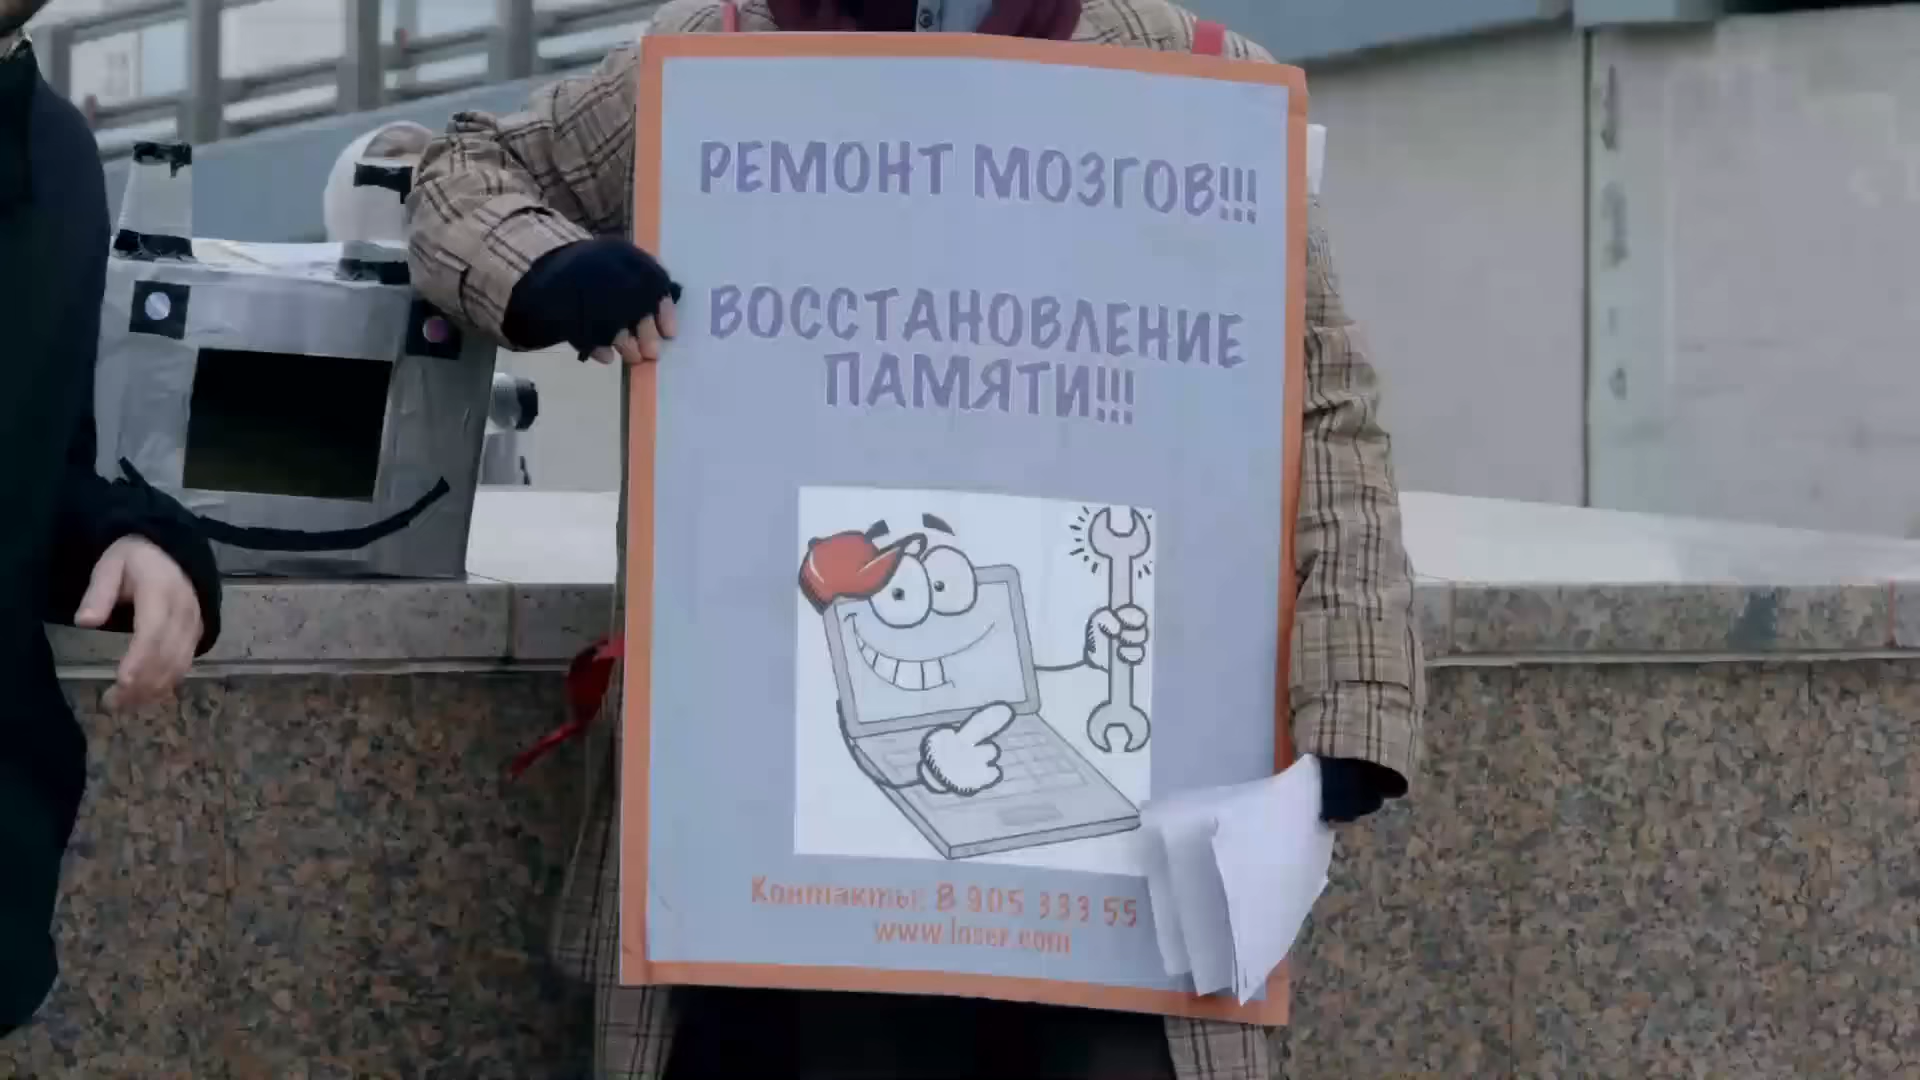 РЕМОНТ МОЗГОВ!!!
ВОССТАНОВЛЕНИЕ
ПАМЯТИ!!!
Контакты: 8 905 333 55
www.loser.com